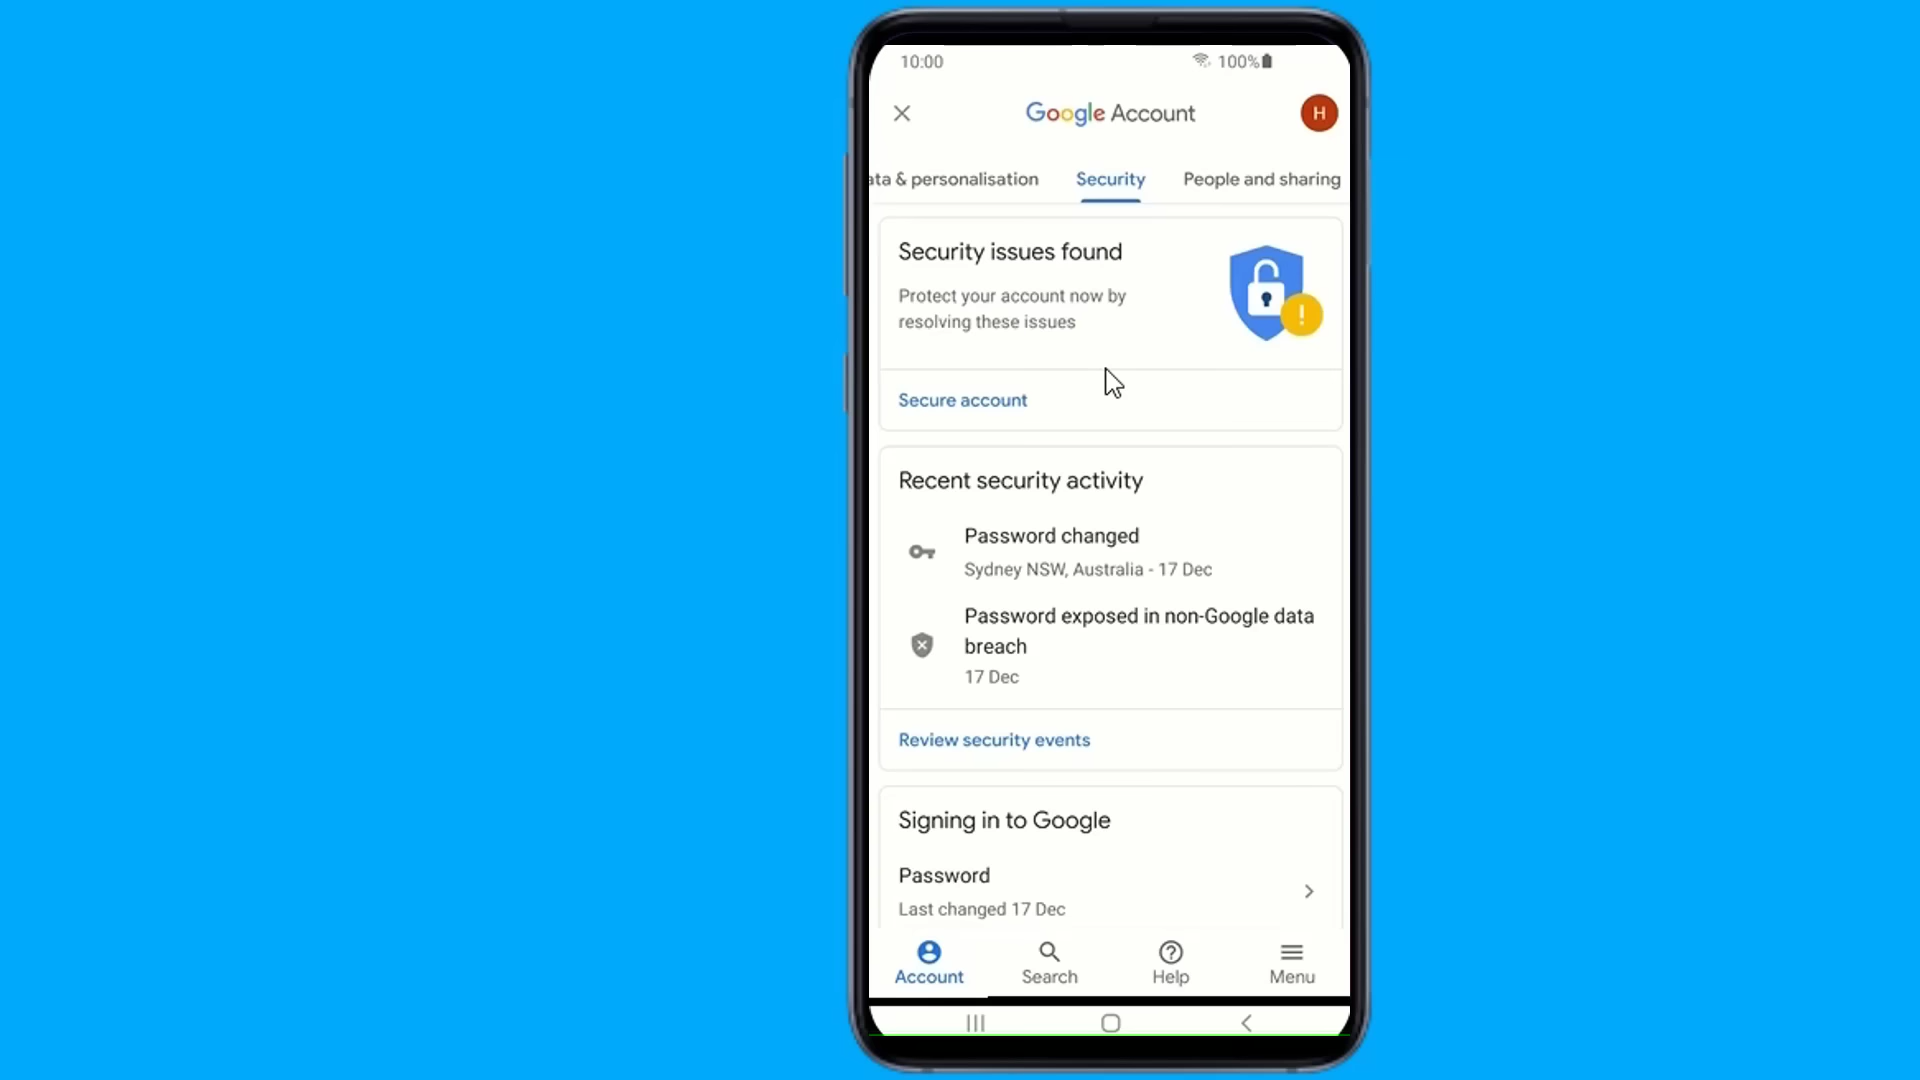 10:00 100%
Google Account H
ata & personalisation Security People and sharing
Security issues found
Protect your account now by
resolving these issues
Secure account
Recent security activity
Password changed
Sydney NSW, Australia - 17 Dec
Password exposed in non-Google data
breach
17 Dec
Review security events
Signing in to Google
Password
Last changed 17 Dec
Account Search Help Menu